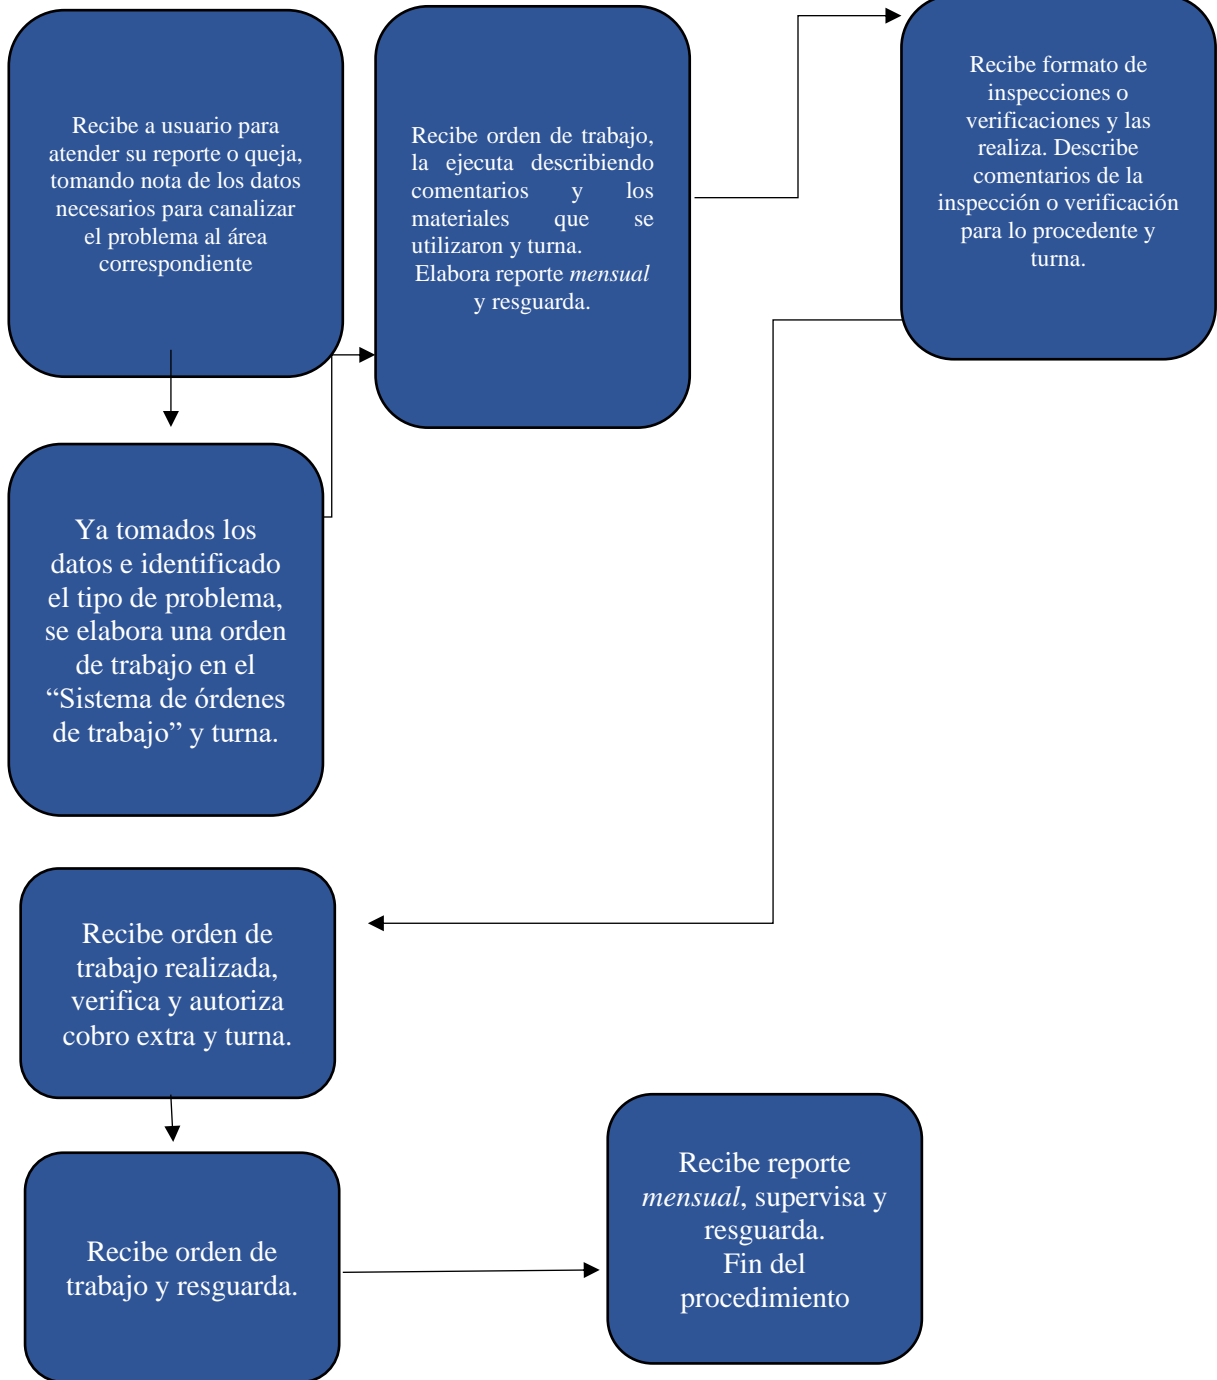 Recibe a usuario para
atender su reporte o queja,
tomando nota de los datos
necesarios para canalizar
el problema al área
correspondiente
Ya tomados los
datos e identificado
el tipo de problema,
se elabora una orden
de trabajo en el
“Sistema de órdenes
de trabajo” y turna.
Recibe orden de trabajo,
la ejecuta describiendo
comentarios y los
materiales que se
utilizaron y turna.
Elabora reporte mensual
y resguarda.
Recibe formato de
inspecciones o
verificaciones y las
realiza. Describe
comentarios de la
inspección o verificación
para lo procedente y
turna.
Recibe orden de
trabajo realizada,
verifica y autoriza
cobro extra y turna.
Recibe orden de
trabajo y resguarda.
Recibe reporte
mensual, supervisa y
resguarda.
Fin del
procedimiento